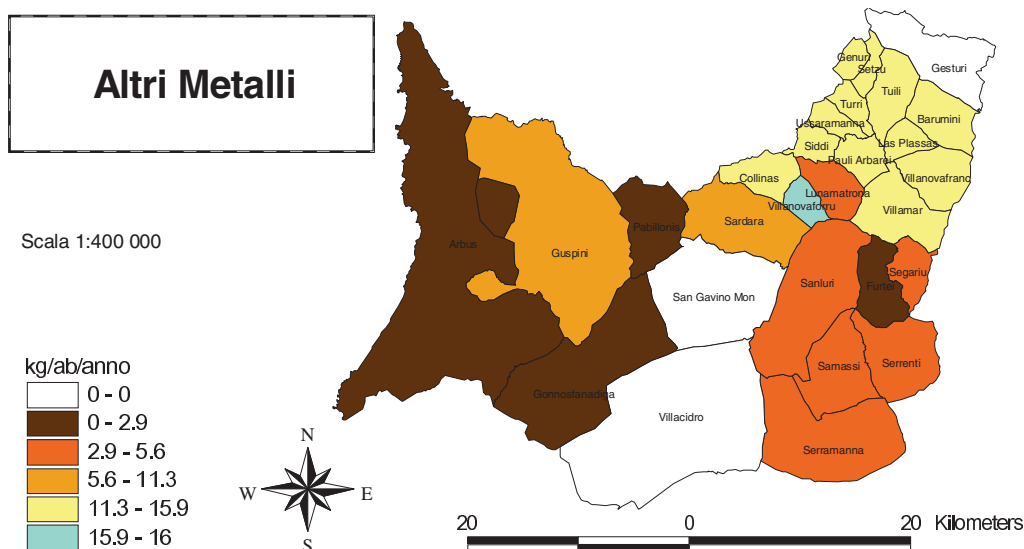 Altri Metalli
Scala 1:400 000
kg/ab/anno
0 - 0
0 - 2.9
2.9 - 5.6
5.6 - 11.3
11.3 - 15.9
15.9 - 16
N
W E
S
20 0 20 Kilometers
Genuri
Setzu
Gesturi
Tuili
Turri
Barumini
Ussaramanna
Las Plassas
Siddi
Pauli Arbarei
Collinas
Villanovafranc
Lunamatrona
Villanovaforru
Villamar
Sardara
Pabillonis
Arbus
Guspini
Segariu
Furtei
Sanluri
San Gavino Mon
Samassi
Serrenti
Gonnosfanadiga
Villacidro
Serramanna